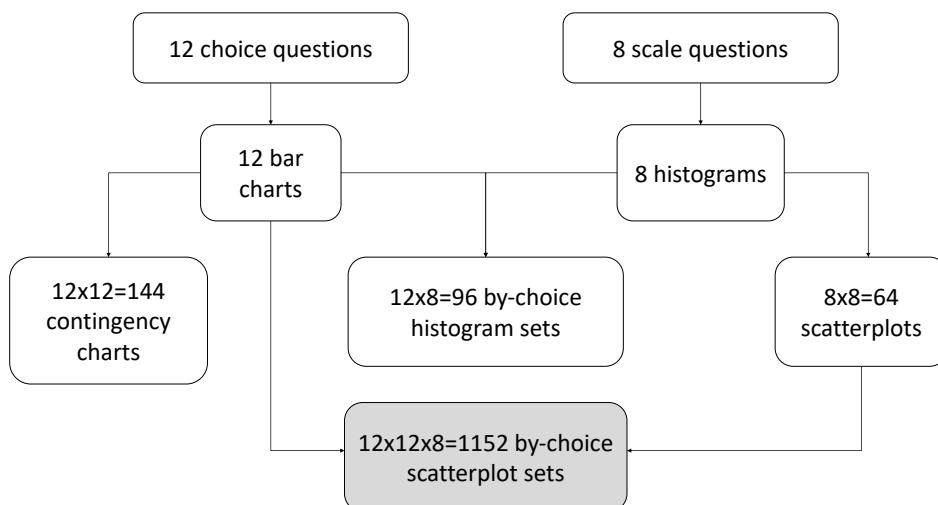 12 choice questions
8 scale questions
12 bar
charts
8 histograms
12x12=144
contingency
charts
12x8=96 by-choice
histogram sets
8x8=64
scatterplots
12x12x8=1152 by-choice
scatterplot sets